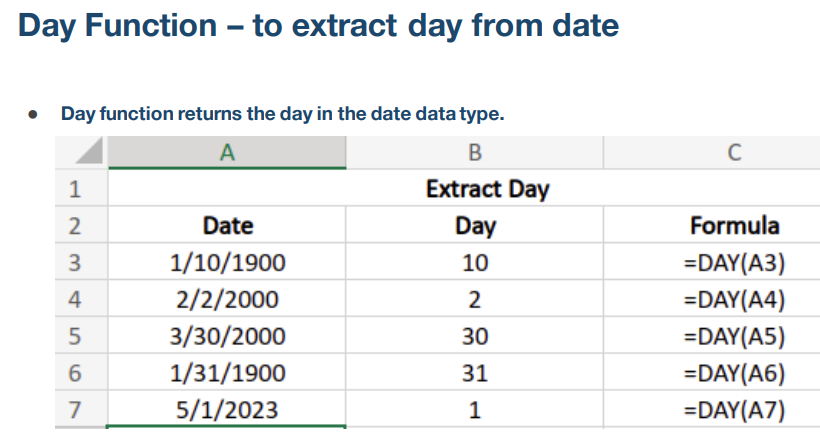 Day Function – to extract day from date
● Day function returns the day in the date data type.
A B C
1 Extract Day
2 Date Day Formula
3 1/10/1900 10 =DAY(A3)
4 2/2/2000 2 =DAY(A4)
5 3/30/2000 30 =DAY(A5)
6 1/31/1900 31 =DAY(A6)
7 5/1/2023 1 =DAY(A7)